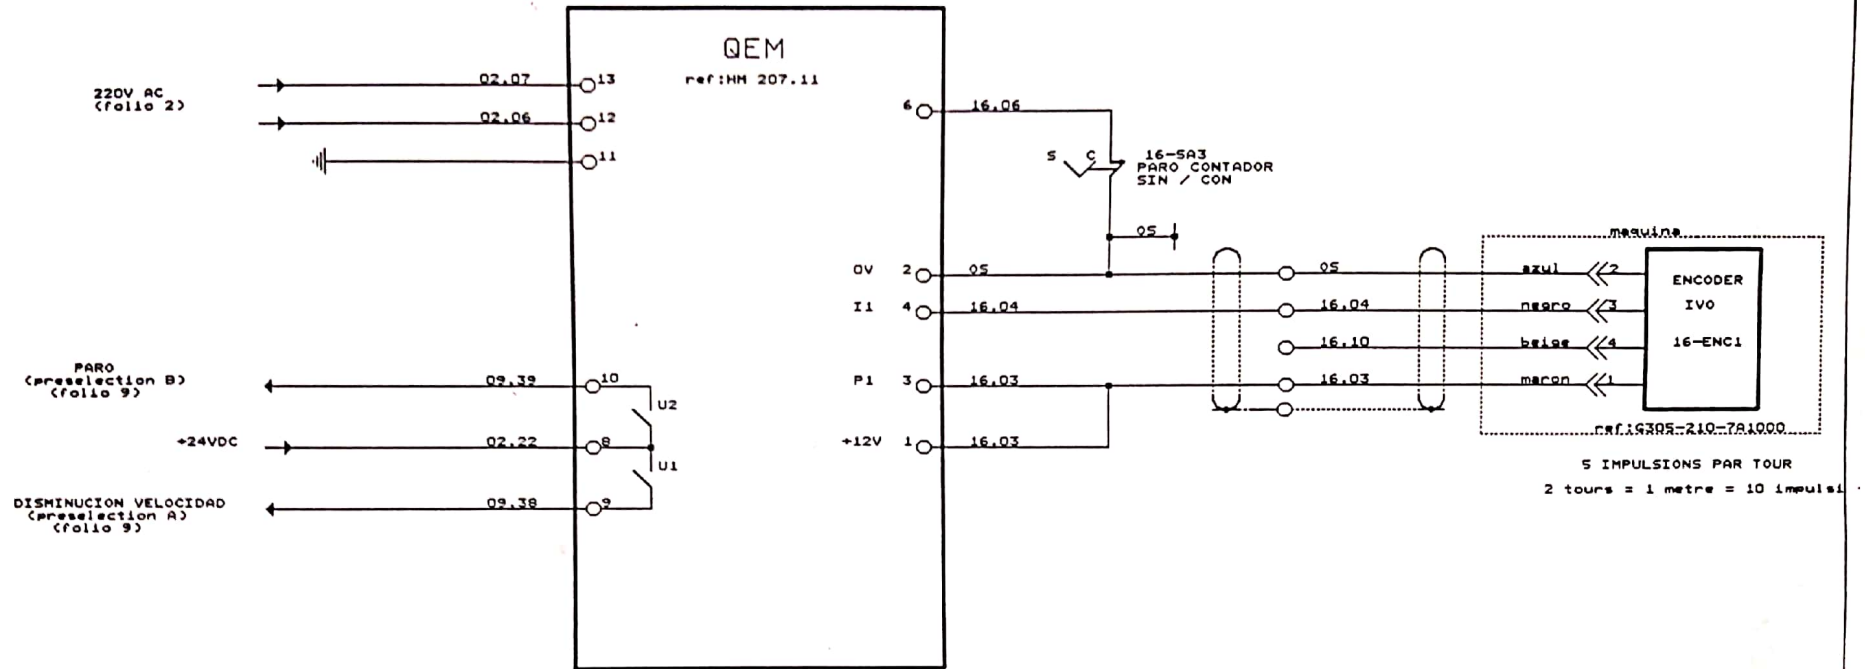 QEM
ref:HM 207.11
220V AC
(folio 2)
02.07
13
02.06
12
11
6
16.06
S
C
16-SA3
PARO CONTADOR
SIN / CON
05
0V
2
05
I1
4
16.04
P1
3
16.03
+12V
1
16.03
05
16.04
16.10
16.03
maquina
azul
2
negro
3
beige
4
maron
1
ENCODER
IVO
16-ENC1
ref:G305-210-7A1000
5 IMPULSIONS PAR TOUR
2 tours = 1 metre = 10 impulsi
PARO
(preselection B)
(folio 9)
09.39
10
U2
+24VDC
02.22
8
U1
DISMINUCION VELOCIDAD
(preselection A)
(folio 9)
09.38
9